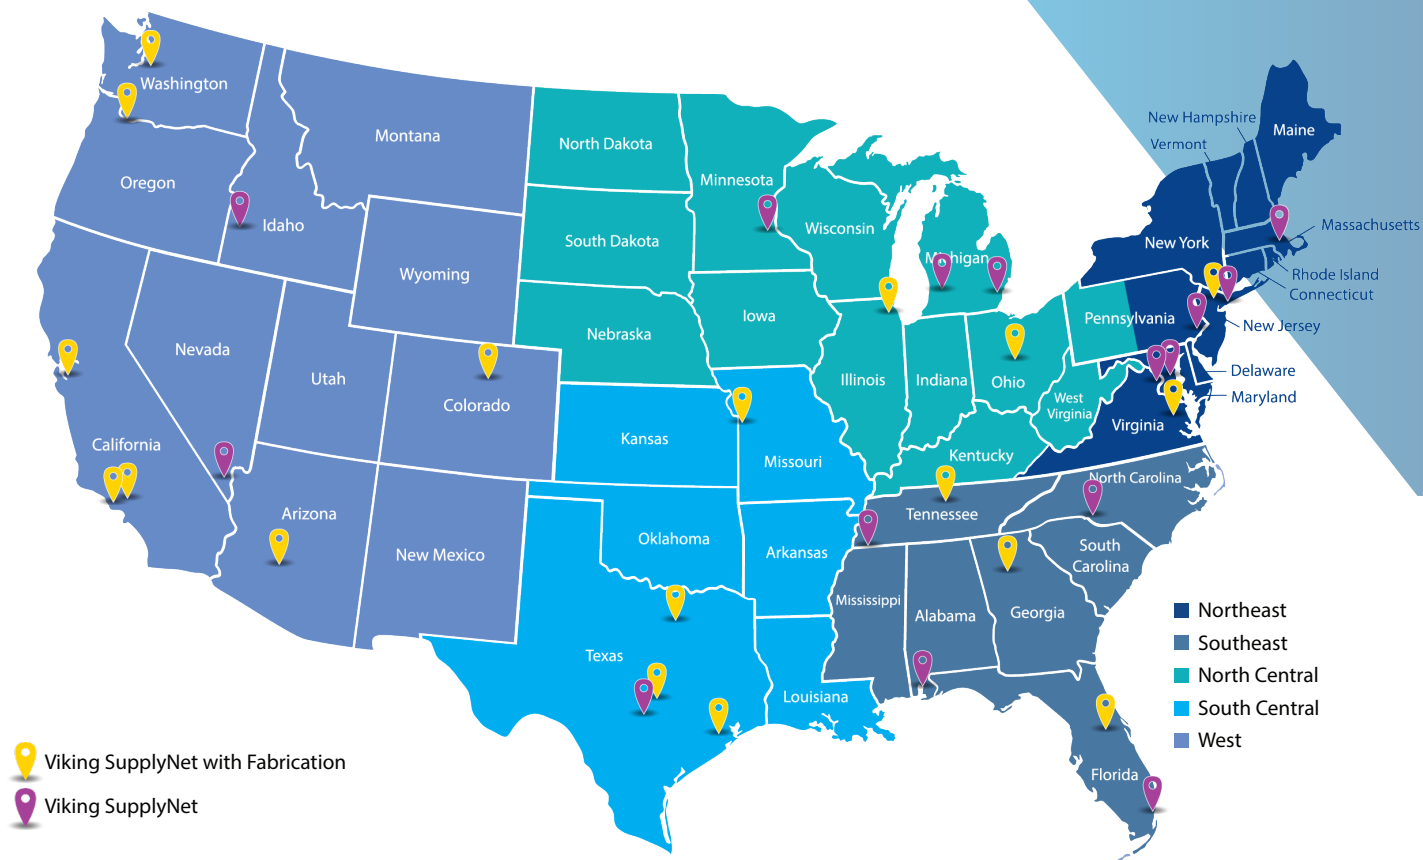 New Hampshire
Vermont
Maine
Washington
Montana
North Dakota
Minnesota
Oregon
Idaho
Wyoming
South Dakota
Wisconsin
Michigan
New York
Massachusetts
Rhode Island
Connecticut
Nevada
Utah
Colorado
Nebraska
Iowa
Illinois
Indiana
Ohio
Pennsylvania
New Jersey
Delaware
Maryland
West
Virginia
Virginia
California
Arizona
New Mexico
Kansas
Missouri
Kentucky
North Carolina
Tennessee
Oklahoma
Arkansas
South
Carolina
Mississippi
Alabama
Georgia
Texas
Louisiana
Florida
Northeast
Southeast
North Central
South Central
West
Viking SupplyNet with Fabrication
Viking SupplyNet